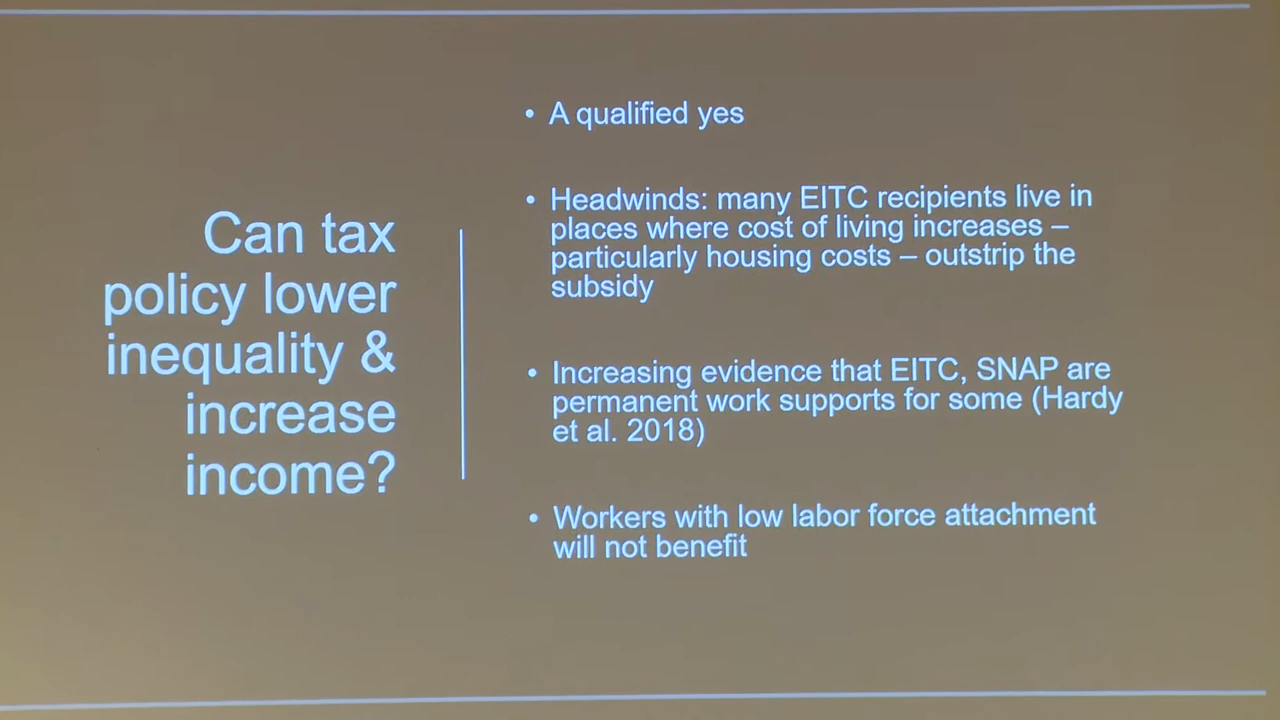 Can tax
policy lower
inequality &
increase
income?
• A qualified yes
• Headwinds: many EITC recipients live in
places where cost of living increases –
particularly housing costs – outstrip the
subsidy
• Increasing evidence that EITC, SNAP are
permanent work supports for some (Hardy
et al. 2018)
• Workers with low labor force attachment
will not benefit